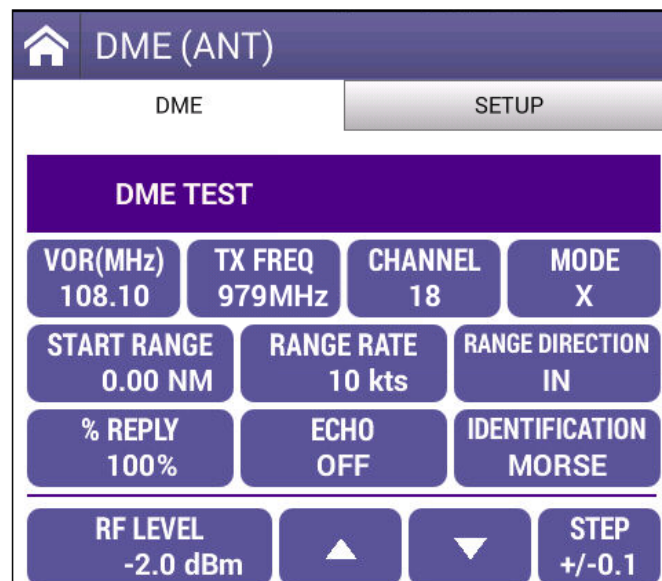 DME (ANT)
DME SETUP
DME TEST
VOR(MHz) TX FREQ CHANNEL MODE
108.10 979MHz 18 X
START RANGE RANGE RATE RANGE DIRECTION
0.00 NM 10 kts IN
% REPLY ECHO IDENTIFICATION
100% OFF MORSE
RF LEVEL STEP
-2.0 dBm +/-0.1